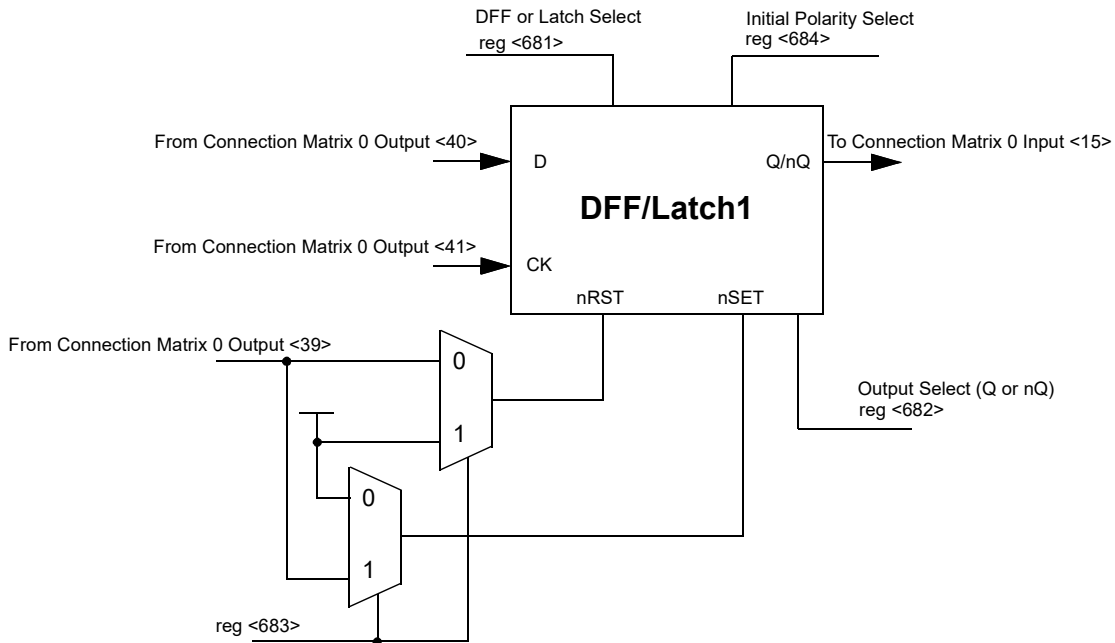 DFF or Latch Select
reg <681>
Initial Polarity Select
reg <684>
From Connection Matrix 0 Output <40>
D
Q/nQ
To Connection Matrix 0 Input <15>
DFF/Latch1
From Connection Matrix 0 Output <41>
CK
nRST
nSET
From Connection Matrix 0 Output <39>
0
1
Output Select (Q or nQ)
reg <682>
0
1
reg <683>